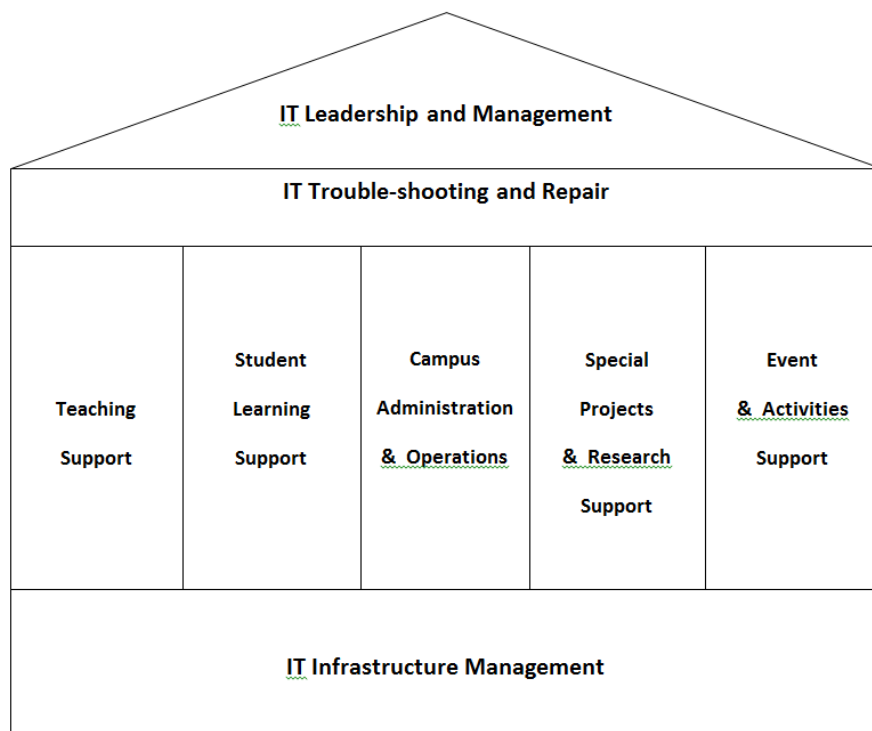 IT Leadership and Management
IT Trouble-shooting and Repair
Teaching
Support
Student
Learning
Support
Campus
Administration
& Operations
Special
Projects
& Research
Support
Event
& Activities
Support
IT Infrastructure Management